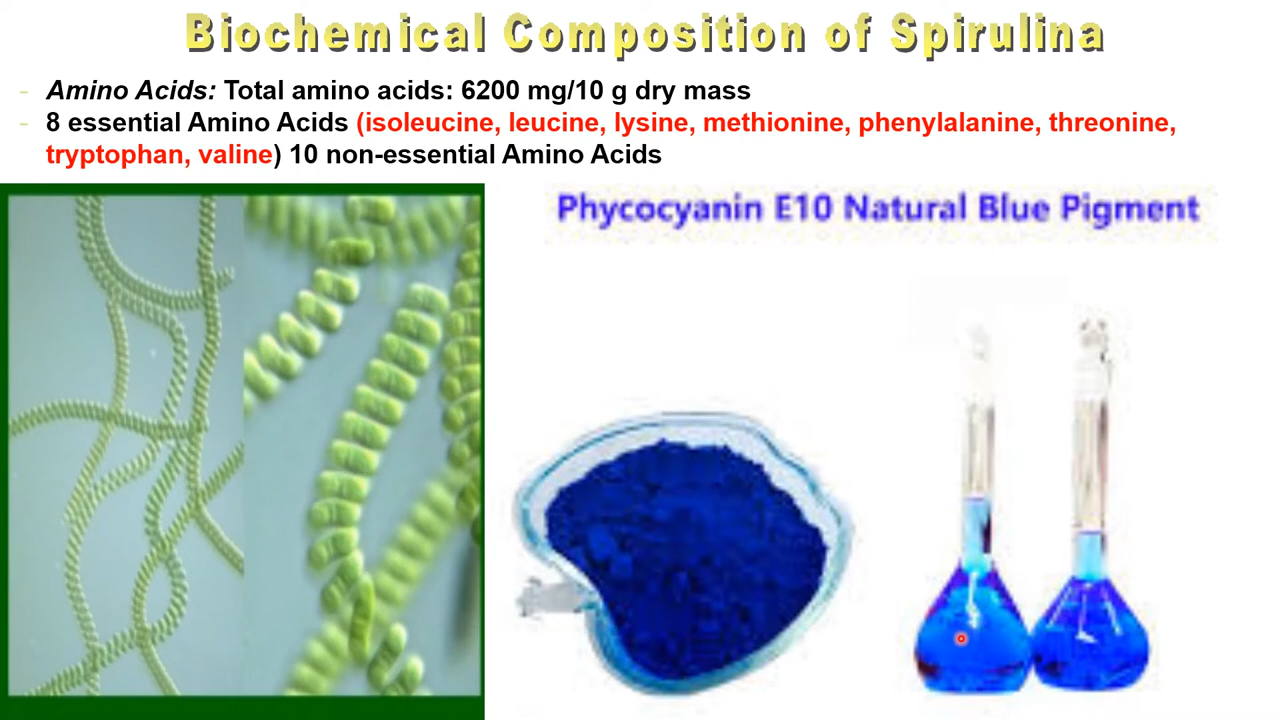 Biochemical Composition of Spirulina
- Amino Acids: Total amino acids: 6200 mg/10 g dry mass
- 8 essential Amino Acids (isoleucine, leucine, lysine, methionine, phenylalanine, threonine,
tryptophan, valine) 10 non-essential Amino Acids
Phycocyanin E10 Natural Blue Pigment